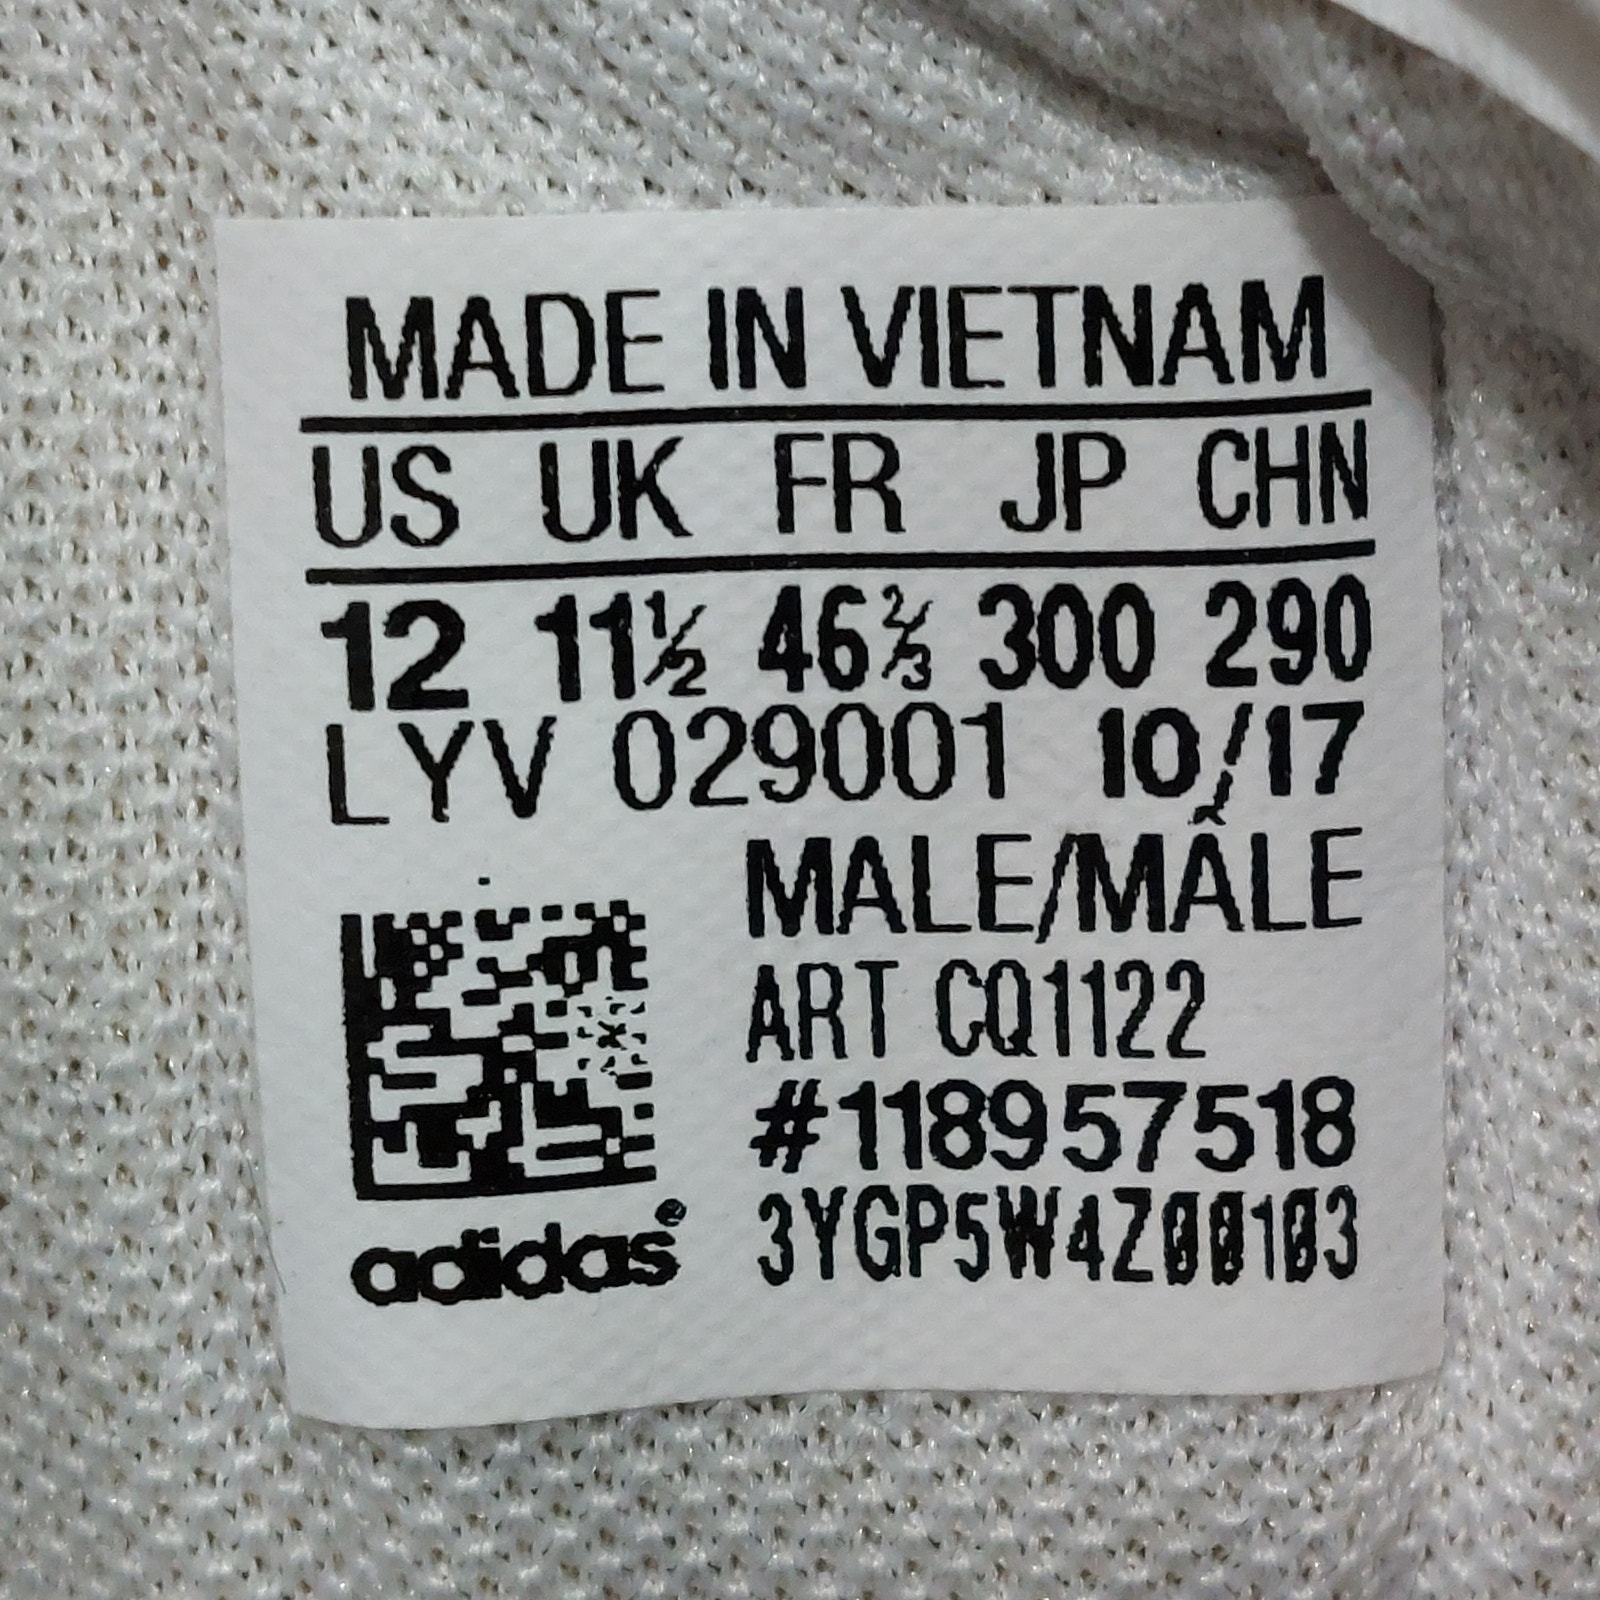 MADE IN VIETNAM
US UK FR JP CHN
12 11½ 46⅔ 300 290
LYV 029001 10/17
MALE/MÂLE
ART CQ1122
#118957518
3YGP5W4Z00103
adidas®